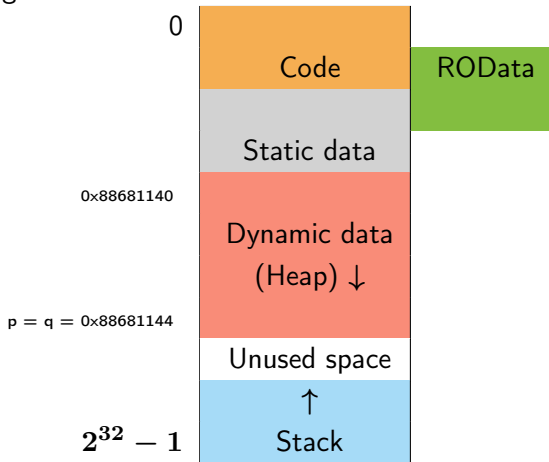 0
Code
ROData
Static data
0x88681140
Dynamic data
(Heap) ↓
p = q = 0x88681144
Unused space
↑
2³² − 1
Stack